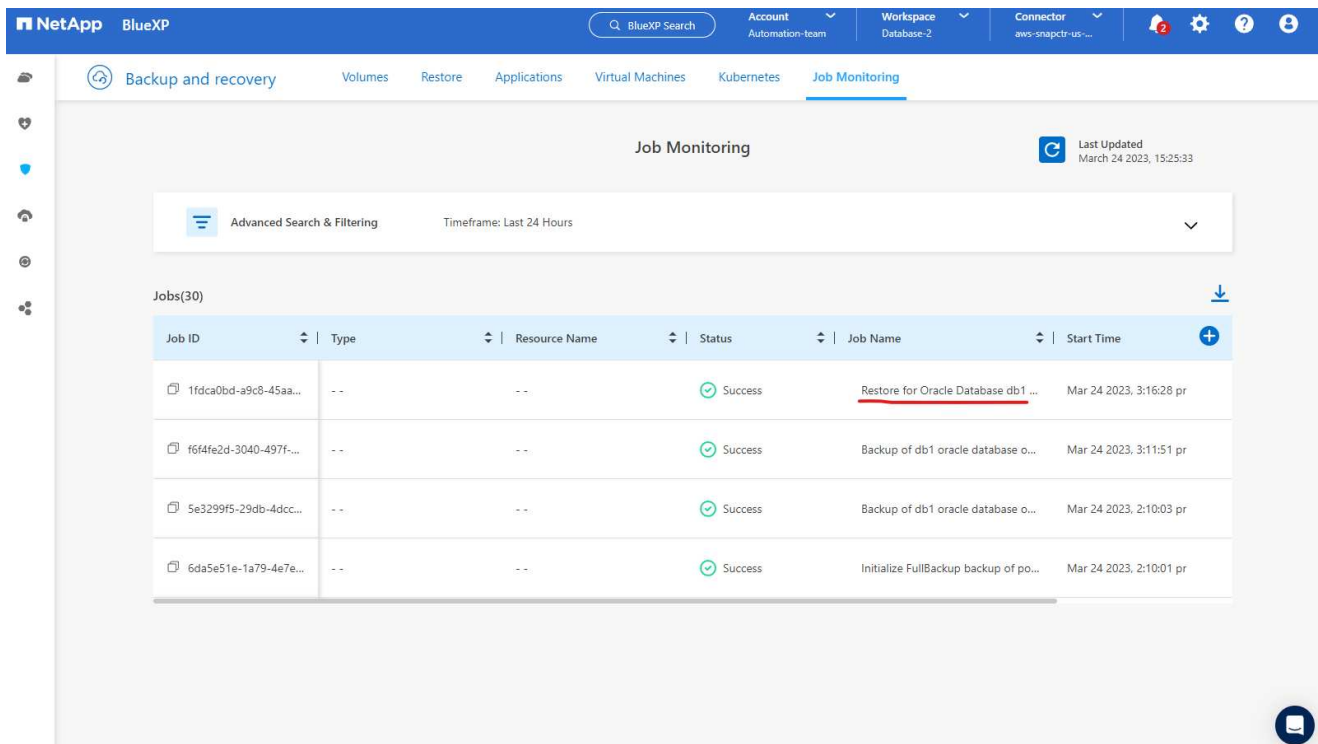 NetApp BlueXP
BlueXP Search
Account
Automation-team
Workspace
Database-2
Connector
aws-snapctr-us-...
2
Backup and recovery
Volumes Restore Applications Virtual Machines Kubernetes Job Monitoring
Job Monitoring
Last Updated
March 24 2023, 15:25:33
Advanced Search & Filtering Timeframe: Last 24 Hours
Jobs(30)
Job ID Type Resource Name Status Job Name Start Time
1fdca0bd-a9c8-45aa... - - - - Success Restore for Oracle Database db1 ... Mar 24 2023, 3:16:28 pr
f6f4fe2d-3040-497f-... - - - - Success Backup of db1 oracle database o... Mar 24 2023, 3:11:51 pr
5e3299f5-29db-4dcc... - - - - Success Backup of db1 oracle database o... Mar 24 2023, 2:10:03 pr
6da5e51e-1a79-4e7e... - - - - Success Initialize FullBackup backup of po... Mar 24 2023, 2:10:01 pr